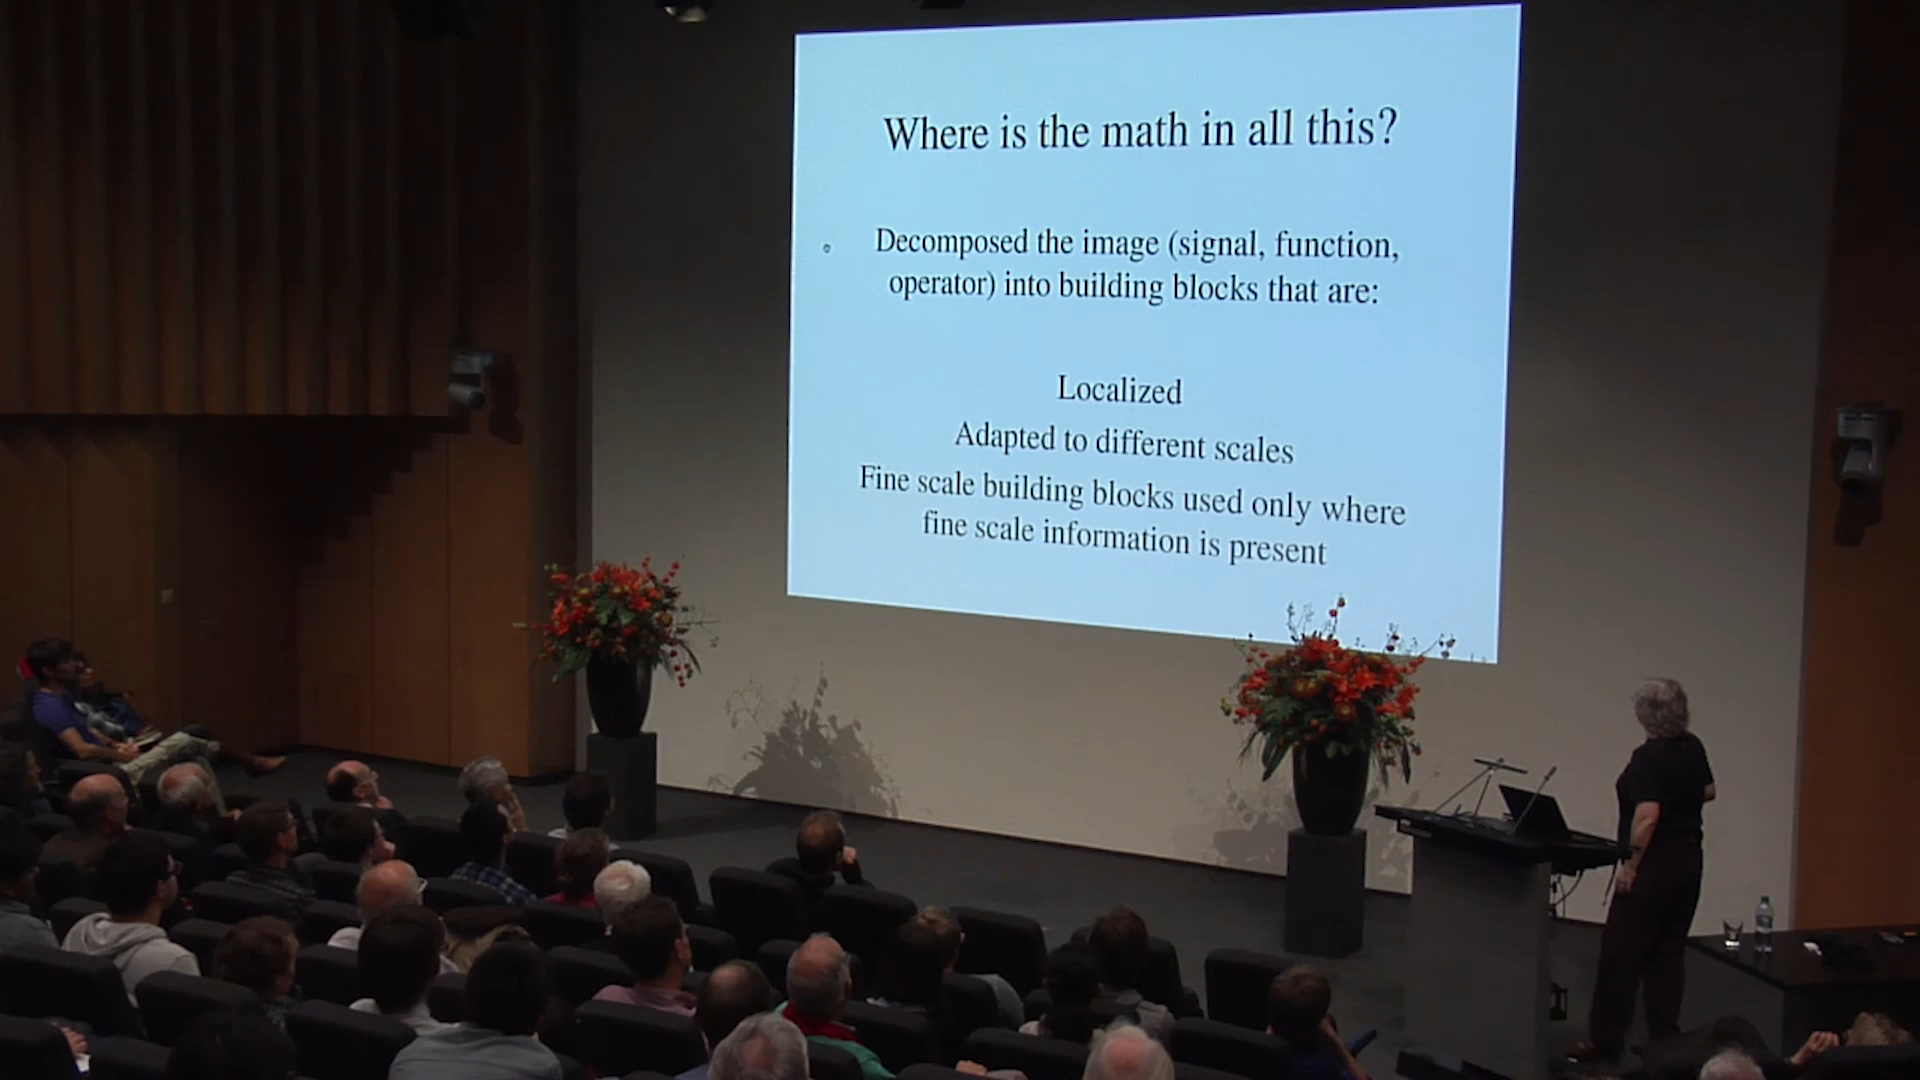 Where is the math in all this?
Decomposed the image (signal, function,
operator) into building blocks that are:
Localized
Adapted to different scales
Fine scale building blocks used only where
fine scale information is present